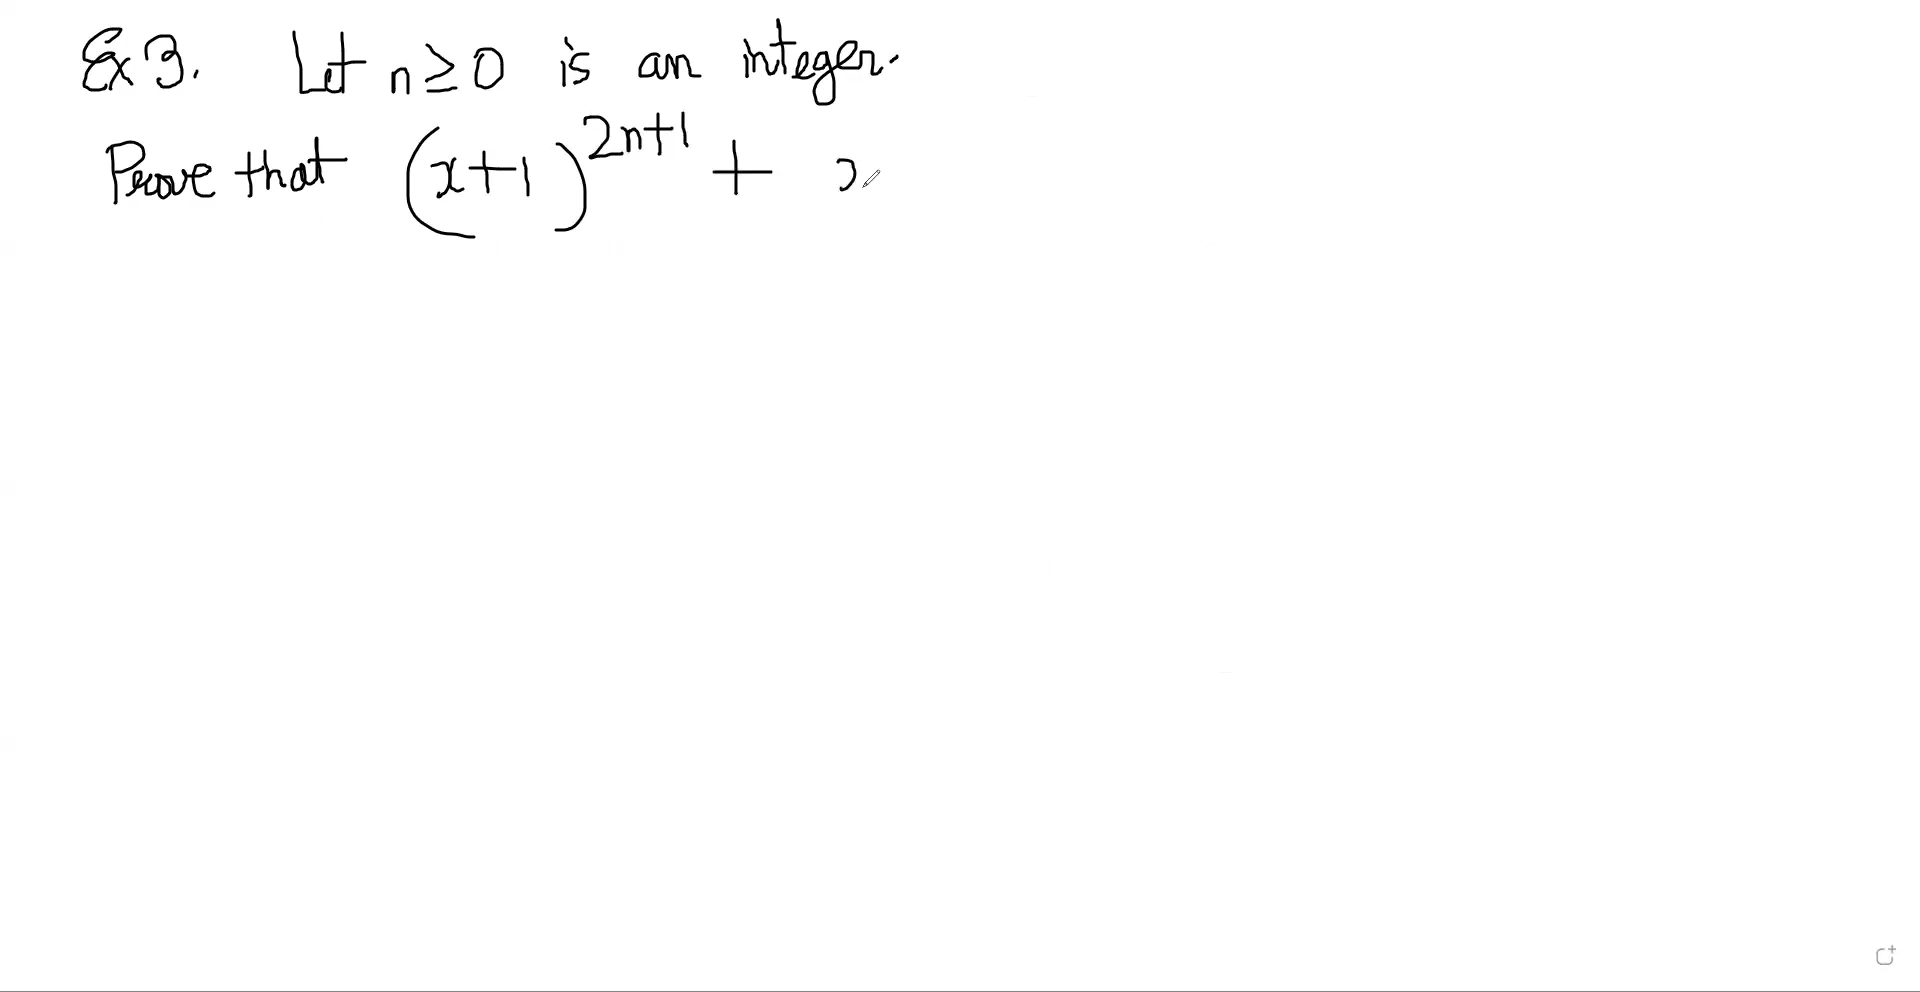 Ex 3. Let n ≥ 0 is an integer.
Prove that (x+1)^{2n+1} +